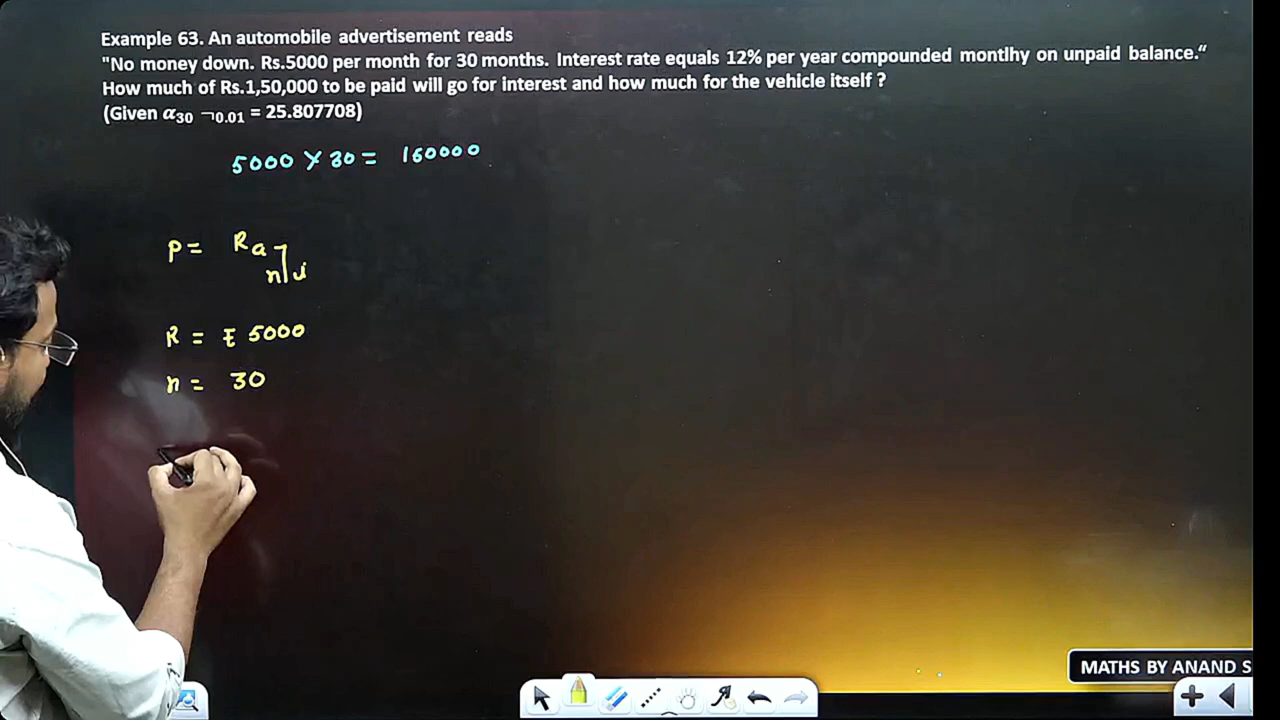 Example 63. An automobile advertisement reads
"No money down. Rs.5000 per month for 30 months. Interest rate equals 12% per year compounded montlhy on unpaid balance.“
How much of Rs.1,50,000 to be paid will go for interest and how much for the vehicle itself ?
(Given α30 ¬0.01 = 25.807708)
5000 × 30 = 150000
P = Ra n⌉i
R = ₹ 5000
n = 30
MATHS BY ANAND S